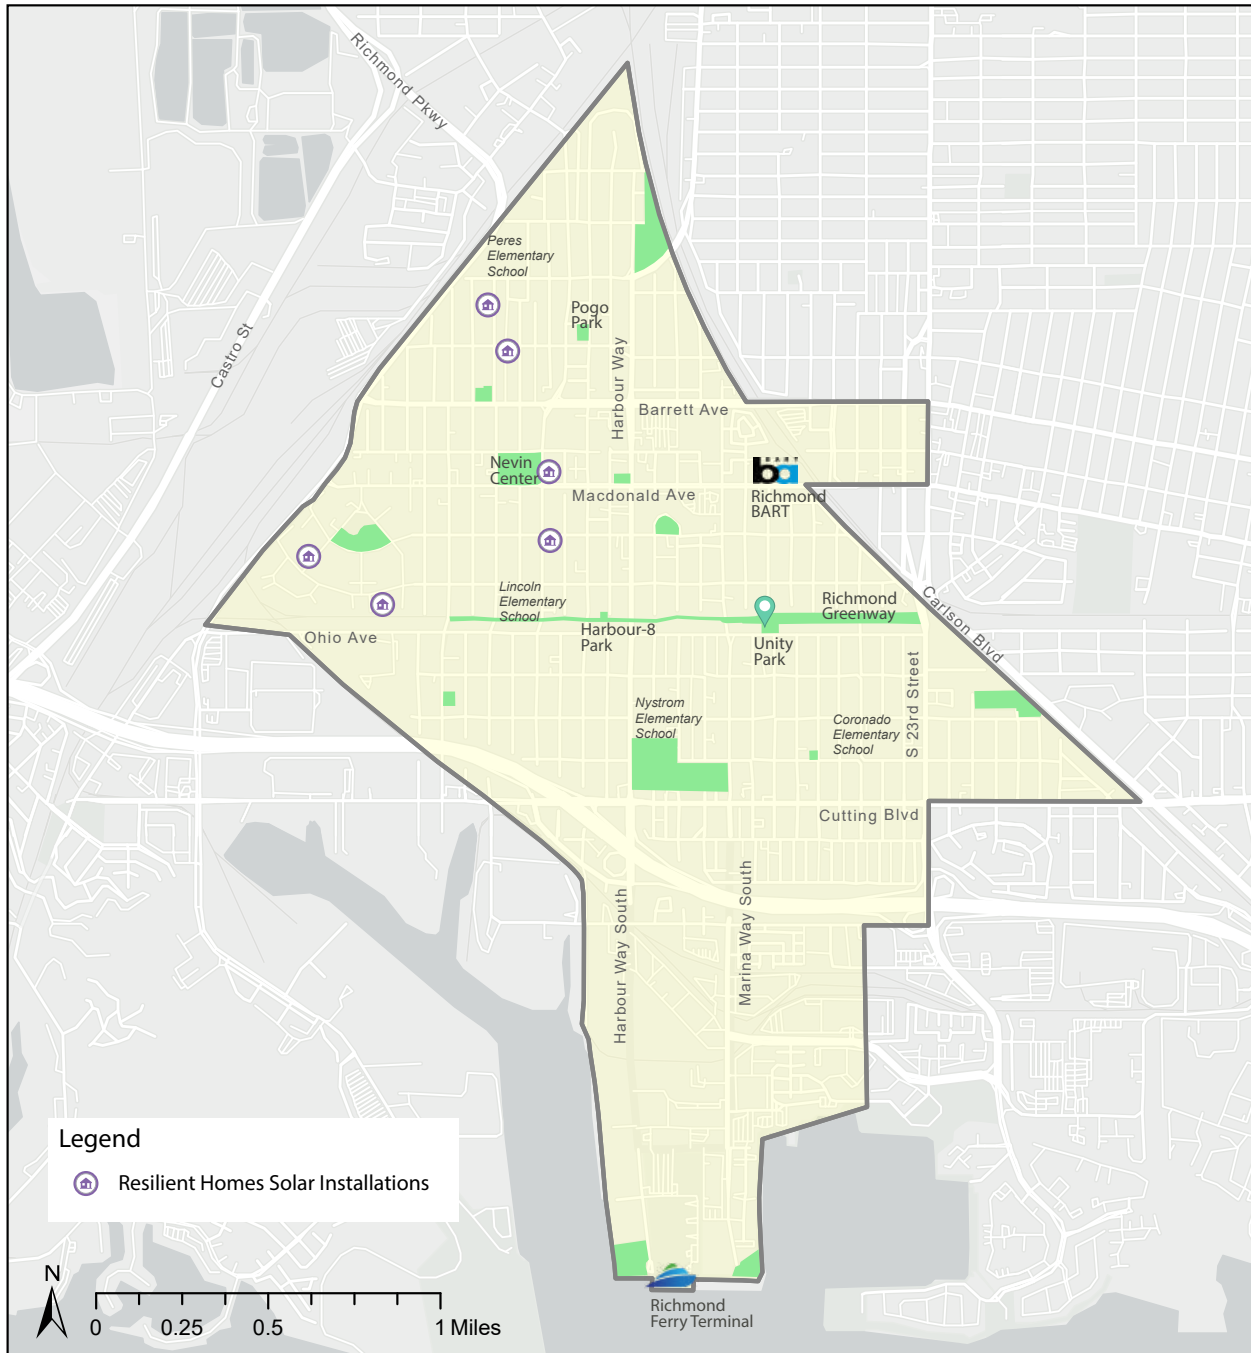 Richmond Pkwy
Peres
Elementary
School
Pogo
Park
Castro St
Harbour Way
Barrett Ave
Nevin
Center
BART
ba
Macdonald Ave
Richmond
BART
Lincoln
Elementary
School
Richmond
Greenway
Carlson Blvd
Ohio Ave
Harbour-8
Park
Unity
Park
S 23rd Street
Nystrom
Elementary
School
Coronado
Elementary
School
Cutting Blvd
Harbour Way South
Marina Way South
Legend
Resilient Homes Solar Installations
N
0 0.25 0.5 1 Miles
Richmond
Ferry Terminal